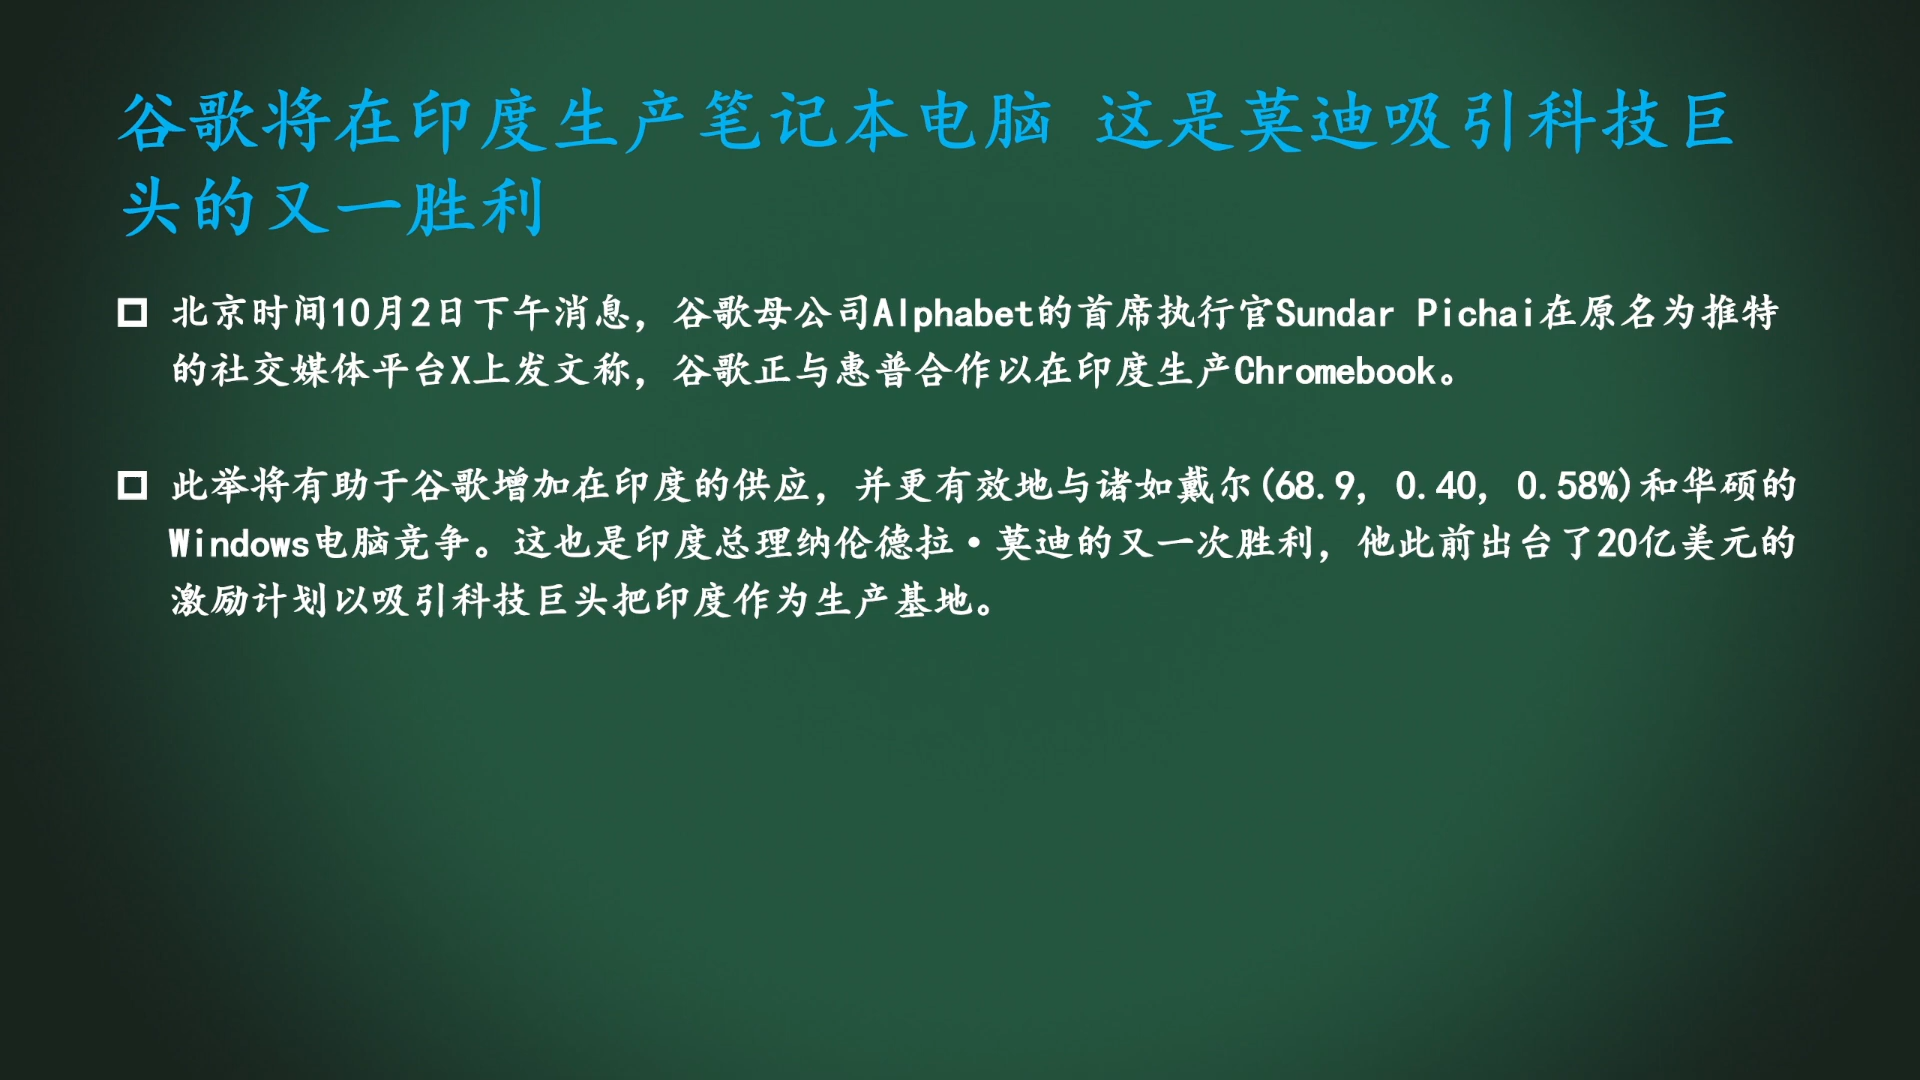 谷歌将在印度生产笔记本电脑 这是莫迪吸引科技巨
头的又一胜利
北京时间10月2日下午消息，谷歌母公司Alphabet的首席执行官Sundar Pichai在原名为推特
的社交媒体平台X上发文称，谷歌正与惠普合作以在印度生产Chromebook。
此举将有助于谷歌增加在印度的供应，并更有效地与诸如戴尔(68.9, 0.40, 0.58%)和华硕的
Windows电脑竞争。这也是印度总理纳伦德拉·莫迪的又一次胜利，他此前出台了20亿美元的
激励计划以吸引科技巨头把印度作为生产基地。